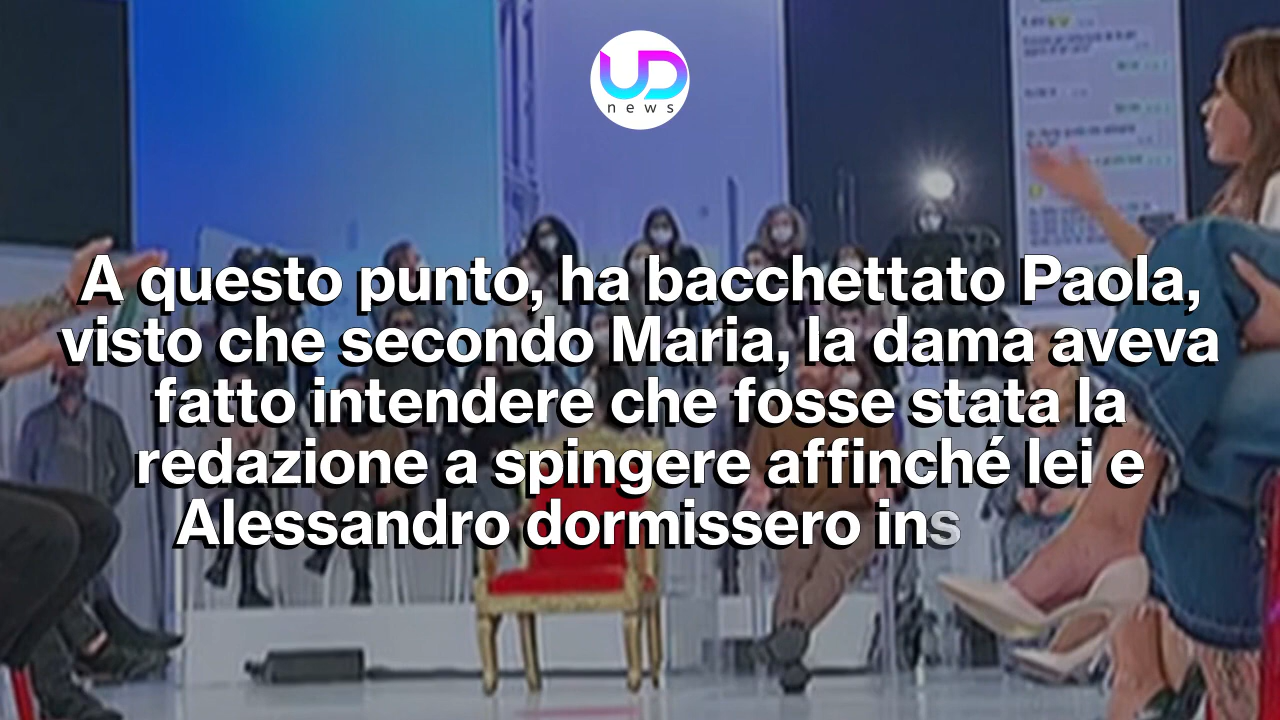 UD
news
A questo punto, ha bacchettato Paola,
visto che secondo Maria, la dama aveva
fatto intendere che fosse stata la
redazione a spingere affinché lei e
Alessandro dormissero ins